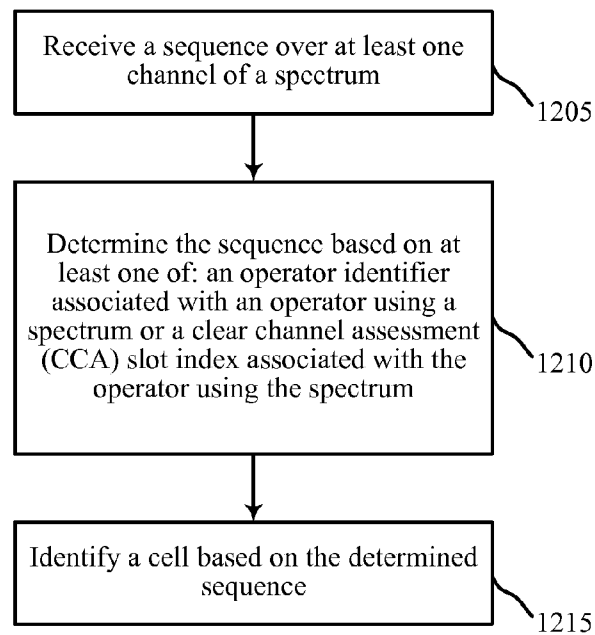 Receive a sequence over at least one
channel of a spectrum
1205
Determine the sequence based on at
least one of: an operator identifier
associated with an operator using a
spectrum or a clear channel assessment
(CCA) slot index associated with the
operator using the spectrum
1210
Identify a cell based on the determined
sequence
1215